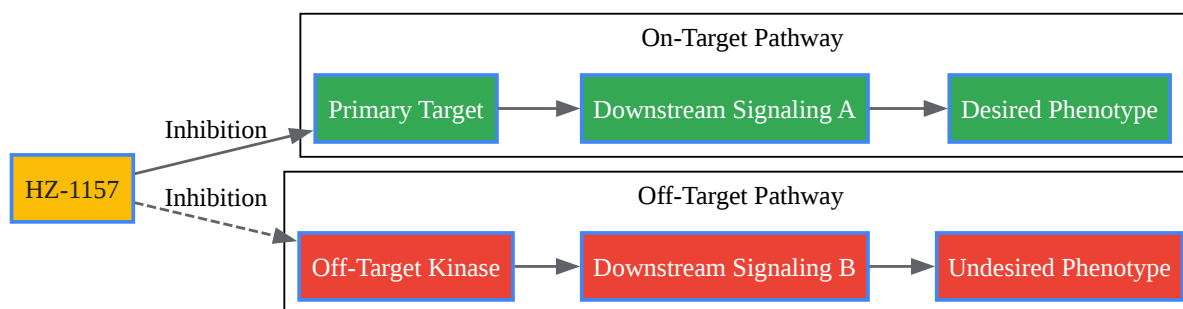 On-Target Pathway
Primary Target
Downstream Signaling A
Desired Phenotype
Inhibition
HZ-1157
Inhibition
Off-Target Pathway
Off-Target Kinase
Downstream Signaling B
Undesired Phenotype